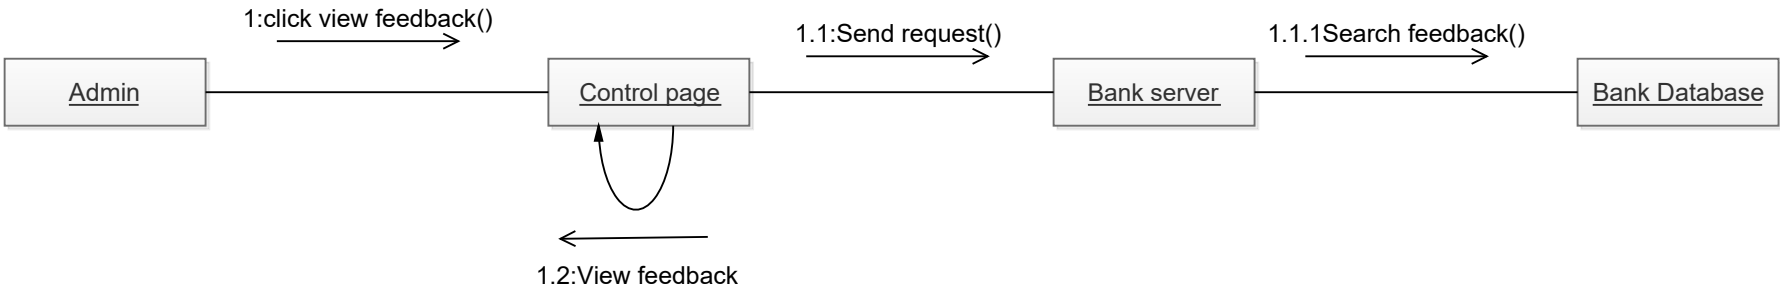 1:click view feedback()
1.1:Send request()
1.1.1Search feedback()
Admin
Control page
Bank server
Bank Database
1.2:View feedback